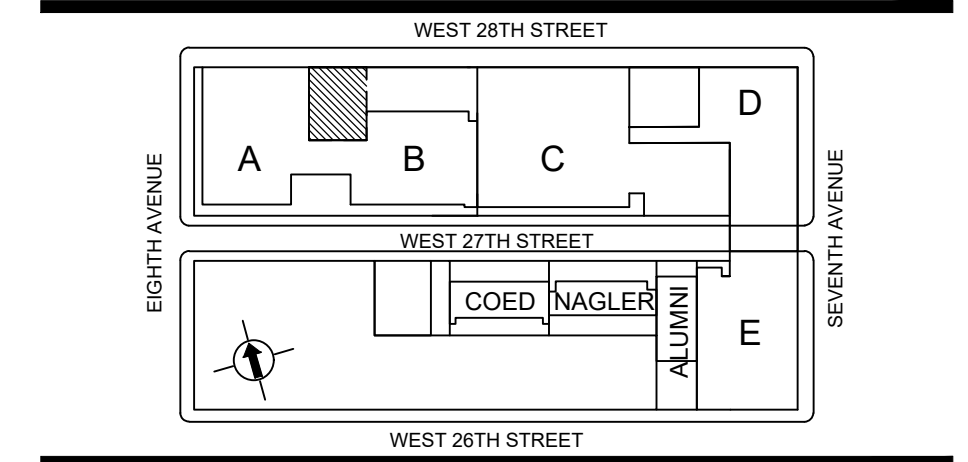 WEST 28TH STREET
D
A
B
C
EIGHTH AVENUE
SEVENTH AVENUE
WEST 27TH STREET
COED
NAGLER
ALUMNI
E
WEST 26TH STREET